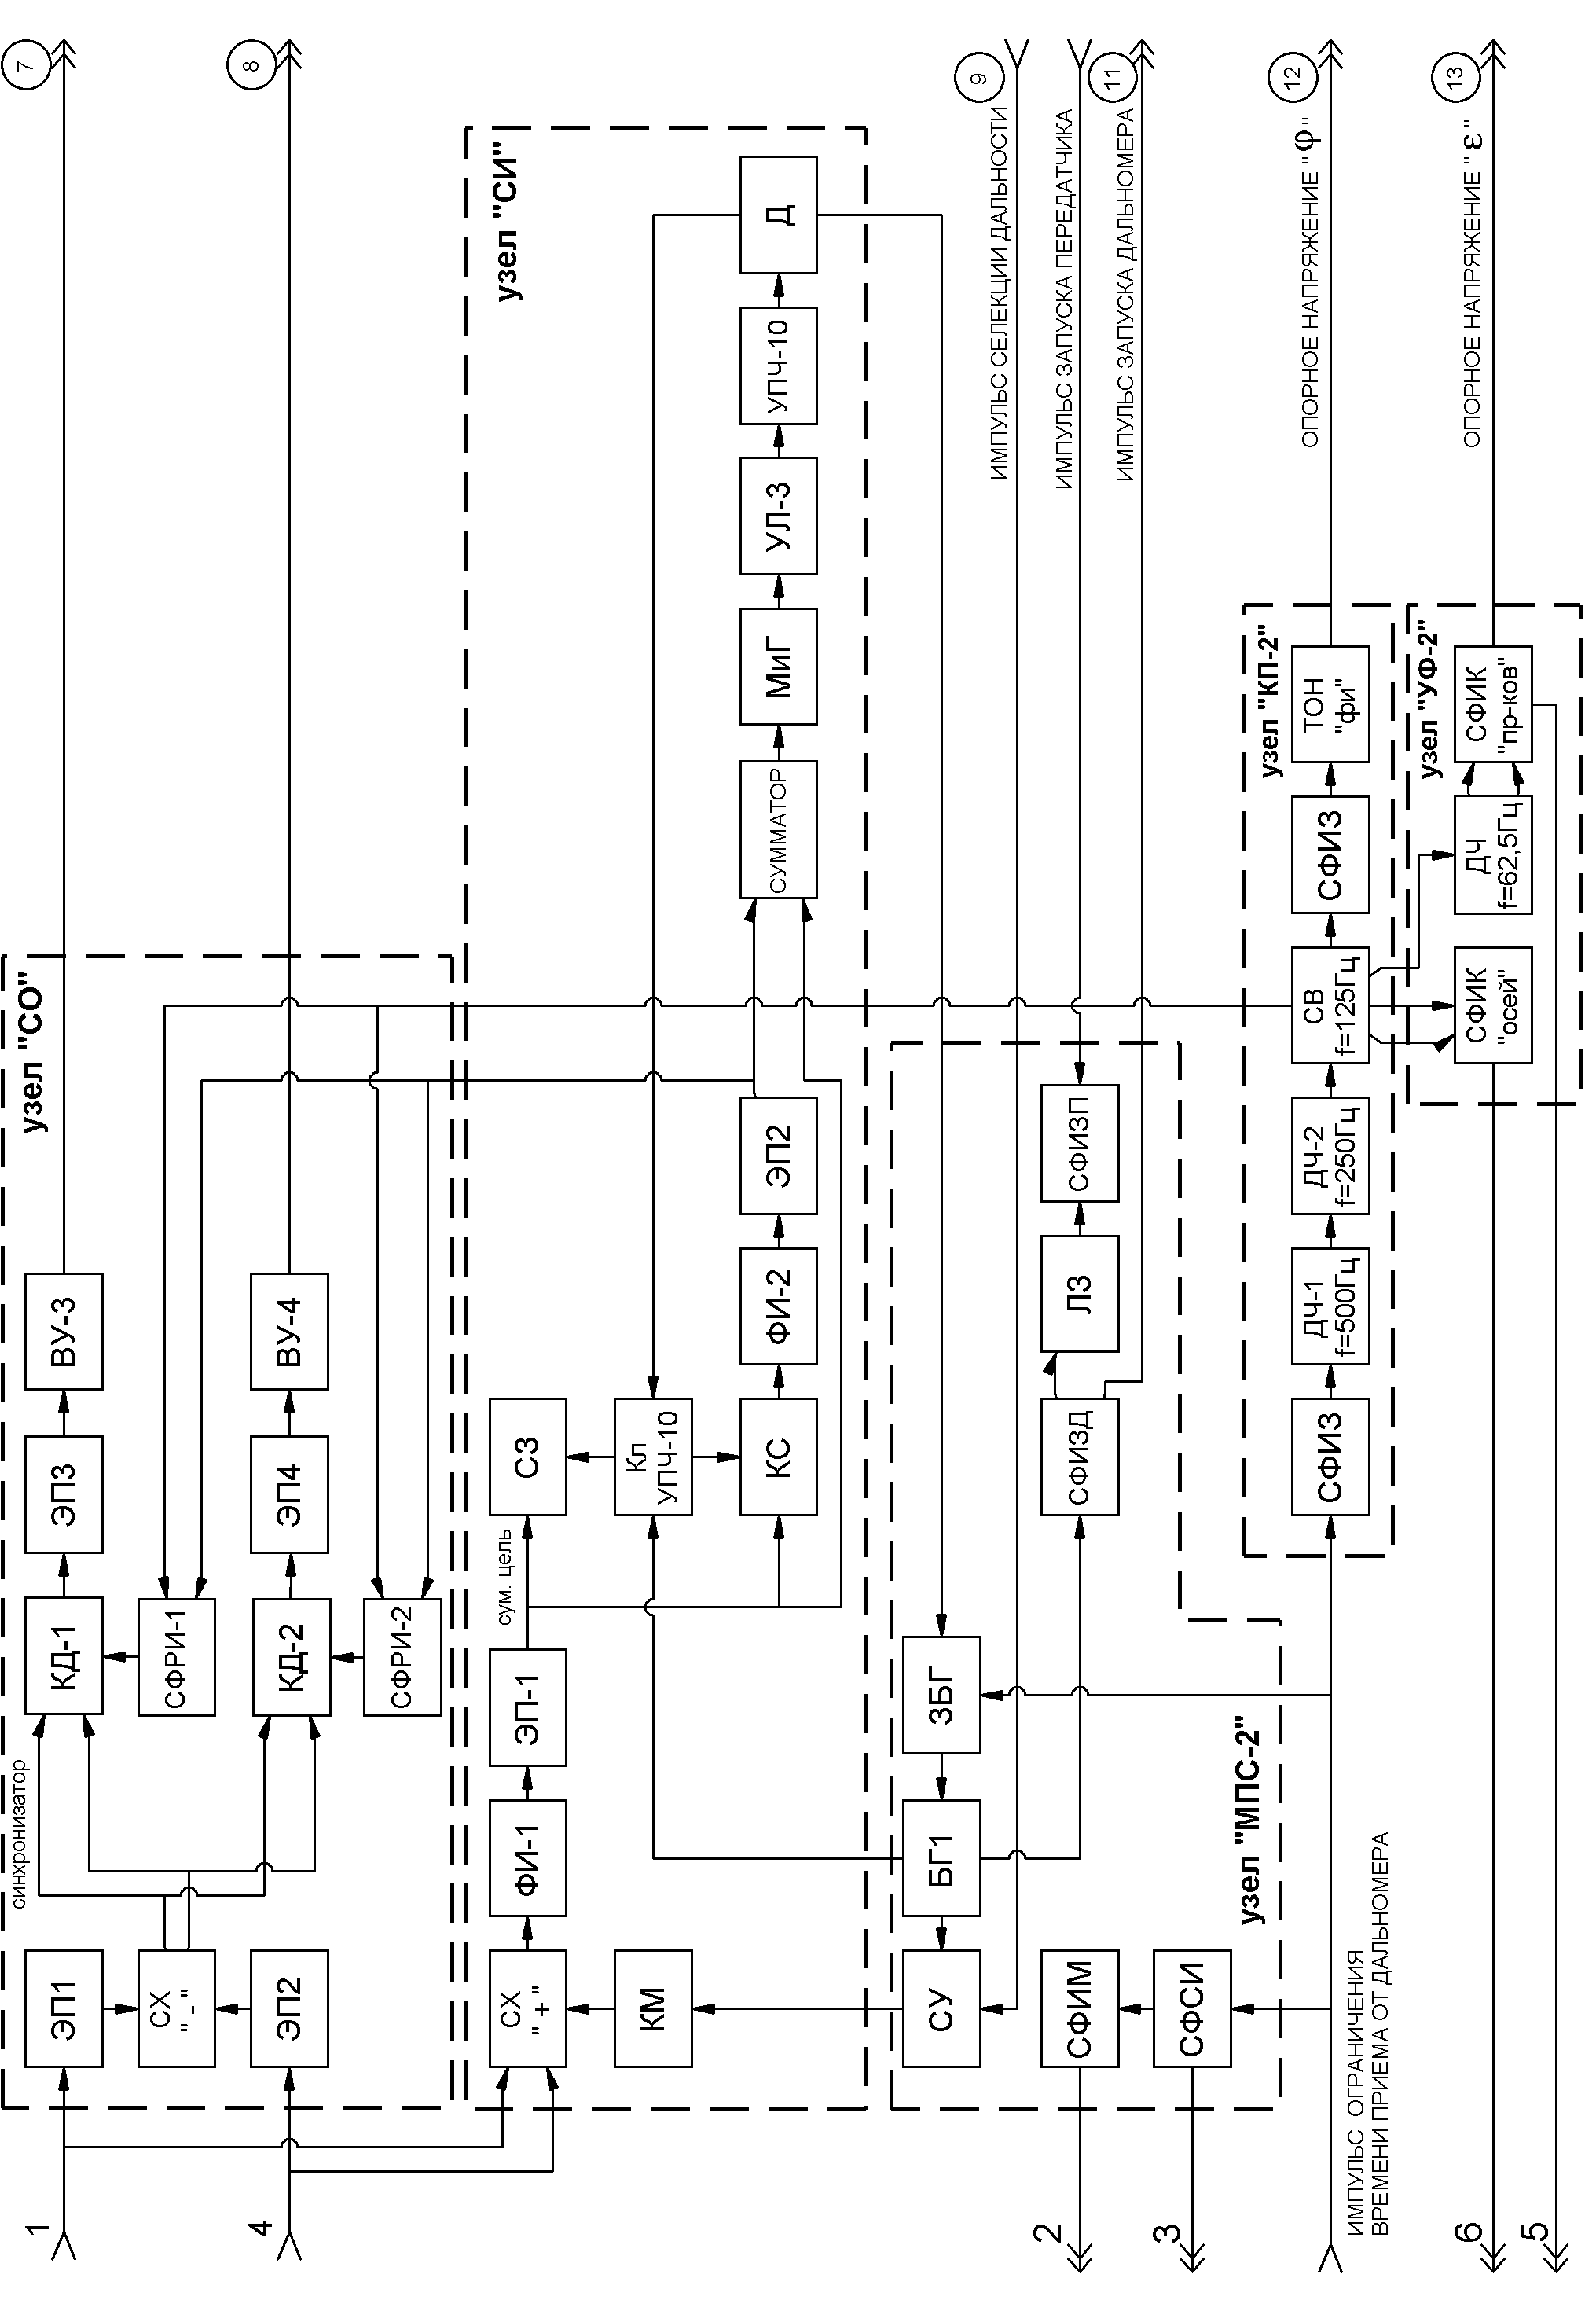 1
4
7
8
узел "СО"
синхронизатор
ЭП1
СХ
"-"
ЭП2
КД-1
СФРИ-1
КД-2
СФРИ-2
ЭП3
ЭП4
ВУ-3
ВУ-4
узел "СИ"
СХ
"+"
КМ
ФИ-1
ЭП-1
сум. цель
СЗ
Кл
УПЧ-10
КС
ФИ-2
ЭП2
СУММАТОР
МиГ
УЛ-3
УПЧ-10
Д
узел "МПС-2"
СУ
БГ1
ЗБГ
СФИМ
СФСИ
СФИЗД
ЛЗ
СФИЗП
2
3
9
ИМПУЛЬС СЕЛЕКЦИИ ДАЛЬНОСТИ
ИМПУЛЬС ЗАПУСКА ПЕРЕДАТЧИКА
11
ИМПУЛЬС ЗАПУСКА ДАЛЬНОМЕРА
ИМПУЛЬС ОГРАНИЧЕНИЯ
ВРЕМЕНИ ПРИЕМА ОТ ДАЛЬНОМЕРА
узел "КП-2"
СФИЗ
ДЧ-1
f=500Гц
ДЧ-2
f=250Гц
СВ
f=125Гц
СФИЗ
ТОН
"фи"
12
ОПОРНОЕ НАПРЯЖЕНИЕ "φ"
узел "УФ-2"
СФИК
"осей"
ДЧ
f=62,5Гц
СФИК
"пр-ков"
13
ОПОРНОЕ НАПРЯЖЕНИЕ "ε"
6
5